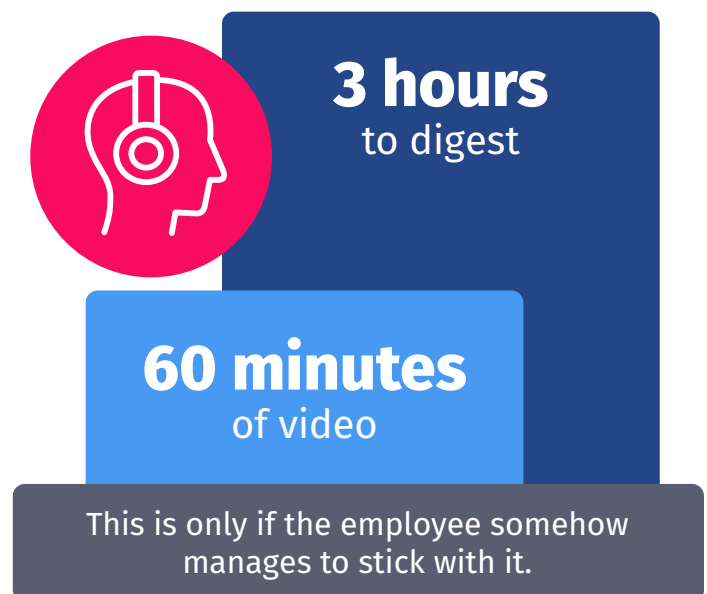 3 hours
to digest
60 minutes
of video
This is only if the employee somehow
manages to stick with it.